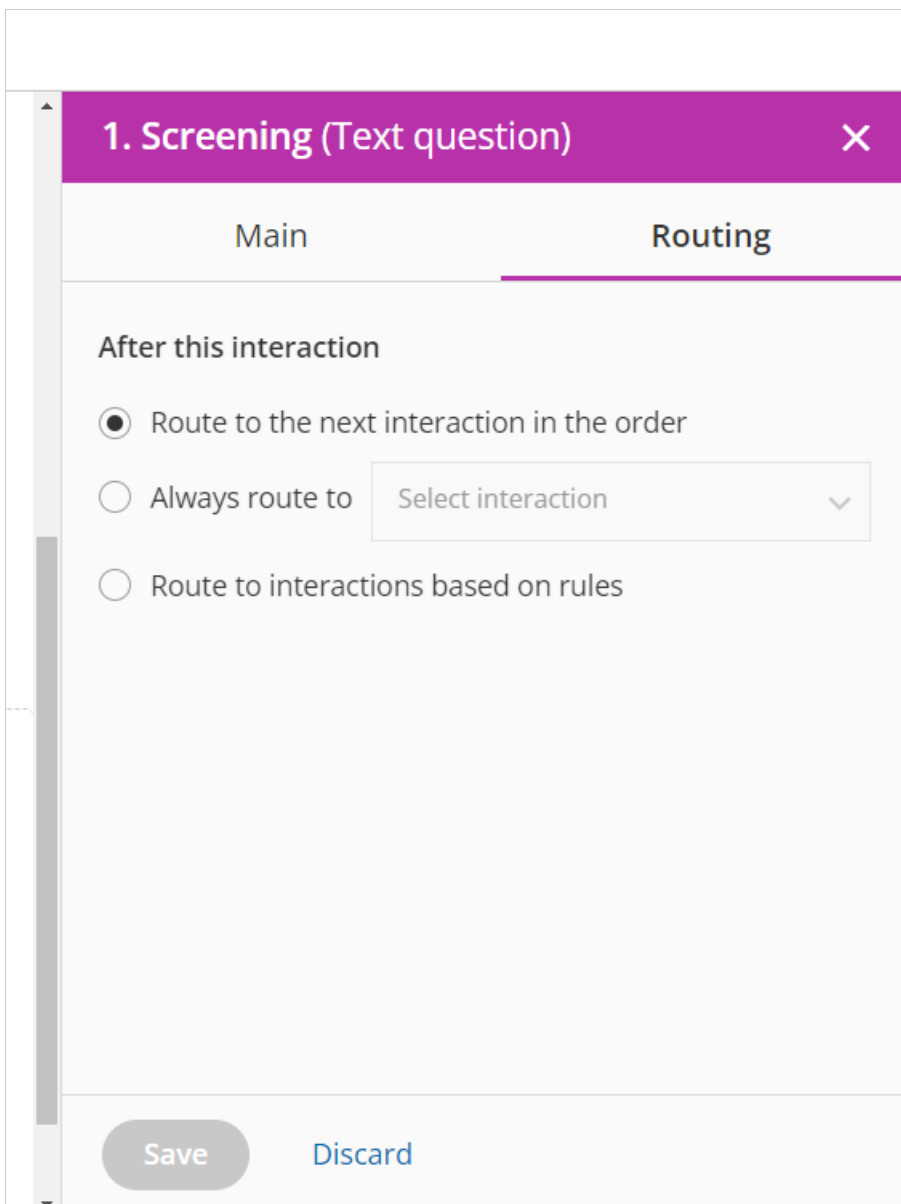 1. Screening (Text question)
Main Routing
After this interaction
Route to the next interaction in the order
Always route to Select interaction
Route to interactions based on rules
Save Discard